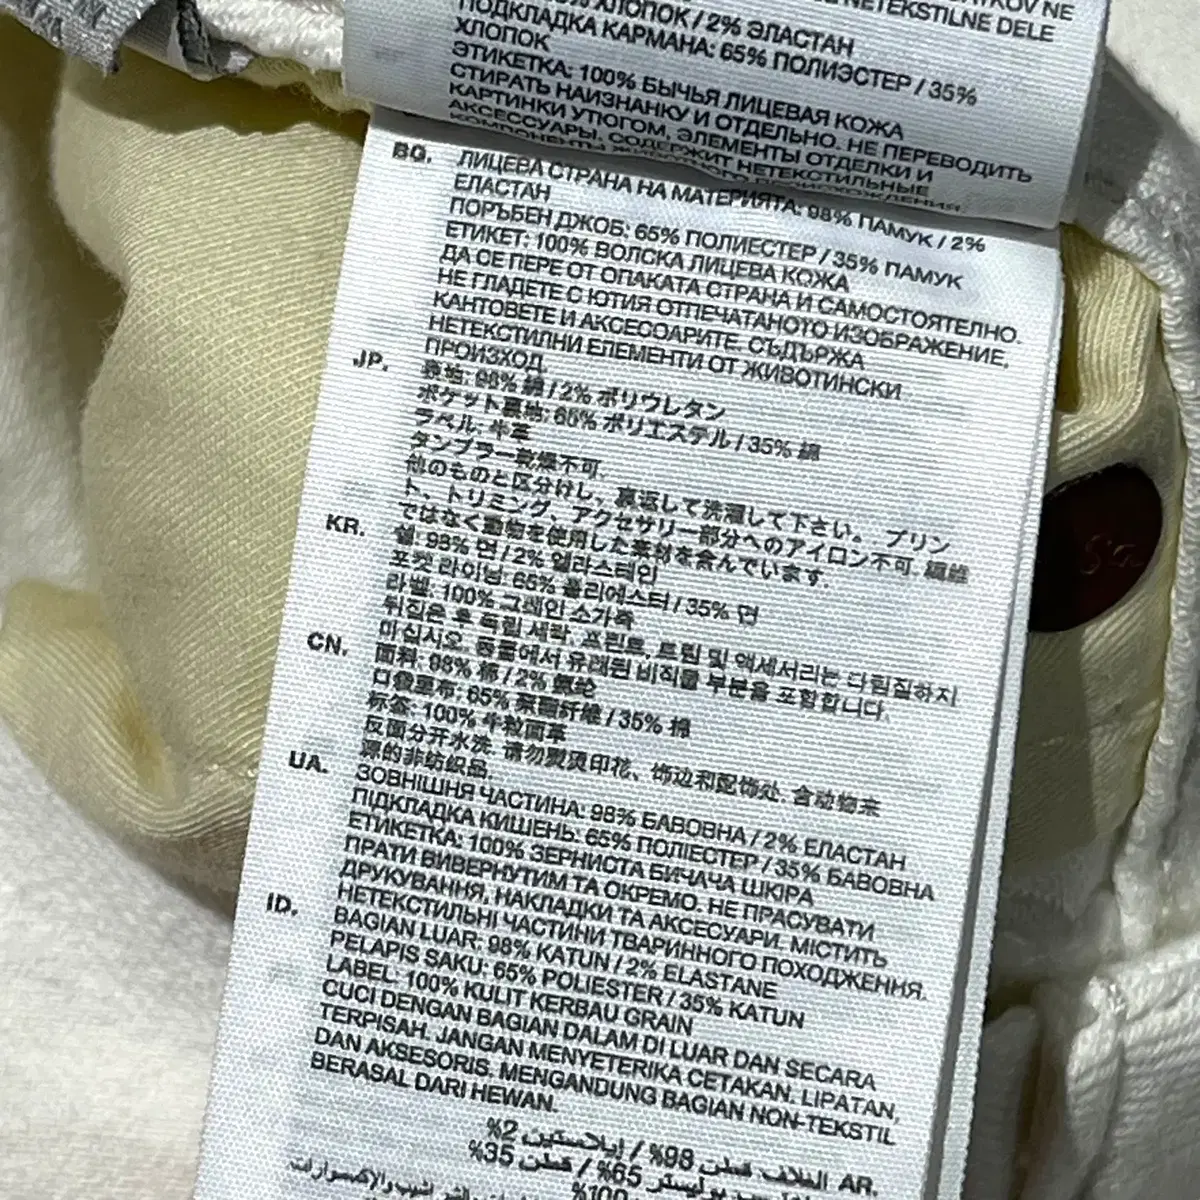 KOV NE
NETEKSTILNE DELE
ХЛОПОК / 2% ЭЛАСТАН
ПОДКЛАДКА КАРМАНА: 65% ПОЛИЭСТЕР / 35%
ХЛОПОК
ЭТИКЕТКА: 100% БЫЧЬЯ ЛИЦЕВАЯ КОЖА
СТИРАТЬ НАИЗНАНКУ И ОТДЕЛЬНО. НЕ ПЕРЕВОДИТЬ
КАРТИНКИ УТЮГОМ, ЭЛЕМЕНТЫ ОТДЕЛКИ И
АКСЕССУАРЫ. СОДЕРЖИТ НЕТЕКСТИЛЬНЫЕ
КОМПОНЕНТЫ ЖИВОТНОГО ПРОИСХОЖДЕНИЯ
BG. ЛИЦЕВА СТРАНА НА МАТЕРИЯТА: 98% ПАМУК / 2%
ЕЛАСТАН
ПОРЪБЕН ДЖОБ: 65% ПОЛИЕСТЕР / 35% ПАМУК
ЕТИКЕТ: 100% ВОЛСКА ЛИЦЕВА КОЖА
ДА СЕ ПЕРЕ ОТ ОПАКАТА СТРАНА И САМОСТОЯТЕЛНО.
НЕ ГЛАДЕТЕ С ЮТИЯ ОТПЕЧАТАНОТО ИЗОБРАЖЕНИЕ,
КАНТОВЕТЕ И АКСЕСОАРИТЕ. СЪДЪРЖА
НЕТЕКСТИЛНИ ЕЛЕМЕНТИ ОТ ЖИВОТИНСКИ
ПРОИЗХОД.
JP. 表地: 98% 綿 / 2% ポリウレタン
ポケット裏地: 65% ポリエステル / 35% 綿
ラベル: 牛革
タンブラー乾燥不可.
他のものと区分けし、裏返して洗濯して下さい。 プリン
ト、トリミング、アクセサリー部分へのアイロン不可. 繊維
ではなく動物を使用した素材を含んでいます.
KR. 쉘: 98% 면 / 2% 엘라스테인
포켓 라이닝: 65% 폴리에스터 / 35% 면
라벨: 100% 그레인 소가죽
뒤집은 후 독립 세탁. 프린트, 트림 및 액세서리는 다림질하지
마십시오. 동물에서 유래된 비직물 부분을 포함합니다.
CN. 面料: 98% 棉 / 2% 氨纶
口袋里布: 65% 聚酯纤维 / 35% 棉
标签: 100% 牛粒面革
反面分开水洗. 请勿熨烫印花、饰边和配饰处. 含动物来
源的非纺织品.
UA. ЗОВНІШНЯ ЧАСТИНА: 98% БАВОВНА / 2% ЕЛАСТАН
ПІДКЛАДКА КИШЕНЬ: 65% ПОЛІЕСТЕР / 35% БАВОВНА
ЕТИКЕТКА: 100% ЗЕРНИСТА БИЧАЧА ШКІРА
ПРАТИ ВИВЕРНУТИМ ТА ОКРЕМО. НЕ ПРАСУВАТИ
ДРУКУВАННЯ, НАКЛАДКИ ТА АКСЕСУАРИ. МІСТИТЬ
НЕТЕКСТИЛЬНІ ЧАСТИНИ ТВАРИННОГО ПОХОДЖЕННЯ.
ID. BAGIAN LUAR: 98% KATUN / 2% ELASTANE
PELAPIS SAKU: 65% POLIESTER / 35% KATUN
LABEL: 100% KULIT KERBAU GRAIN
CUCI DENGAN BAGIAN DALAM DI LUAR DAN SECARA
TERPISAH. JANGAN MENYETERIKA CETAKAN, LIPATAN,
DAN AKSESORIS. MENGANDUNG BAGIAN NON-TEKSTIL
BERASAL DARI HEWAN.
AR. الغلاف: قطن 98% / إيلاستين 2%
بوليستر 65% / قطن 35%
100%
والإكسسوارات